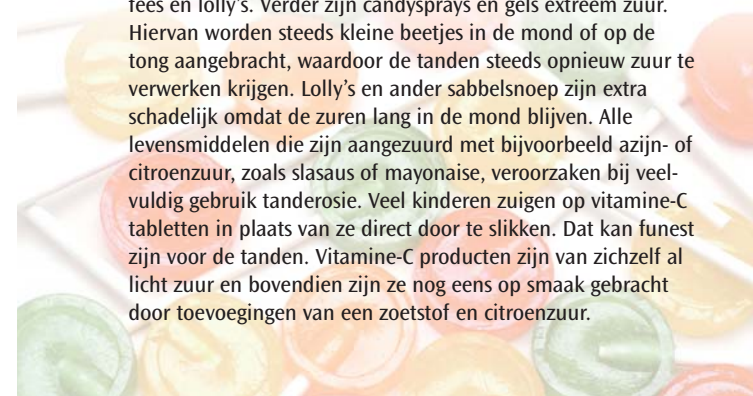 fees en lolly's. Verder zijn candysprays en gels extreem zuur.
Hiervan worden steeds kleine beetjes in de mond of op de
tong aangebracht, waardoor de tanden steeds opnieuw zuur te
verwerken krijgen. Lolly's en ander sabbelsnoep zijn extra
schadelijk omdat de zuren lang in de mond blijven. Alle
levensmiddelen die zijn aangezuurd met bijvoorbeeld azijn- of
citroenzuur, zoals slasaus of mayonaise, veroorzaken bij veel-
vuldig gebruik tanderosie. Veel kinderen zuigen op vitamine-C
tabletten in plaats van ze direct door te slikken. Dat kan funest
zijn voor de tanden. Vitamine-C producten zijn van zichzelf al
licht zuur en bovendien zijn ze nog eens op smaak gebracht
door toevoegingen van een zoetstof en citroenzuur.